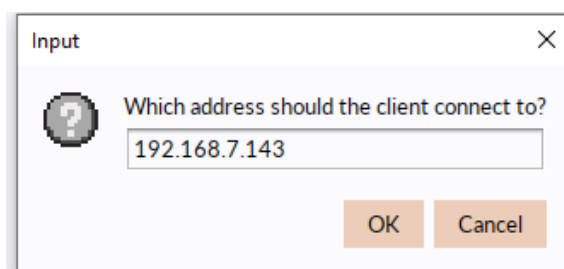 Input
Which address should the client connect to?
192.168.7.143
OK
Cancel